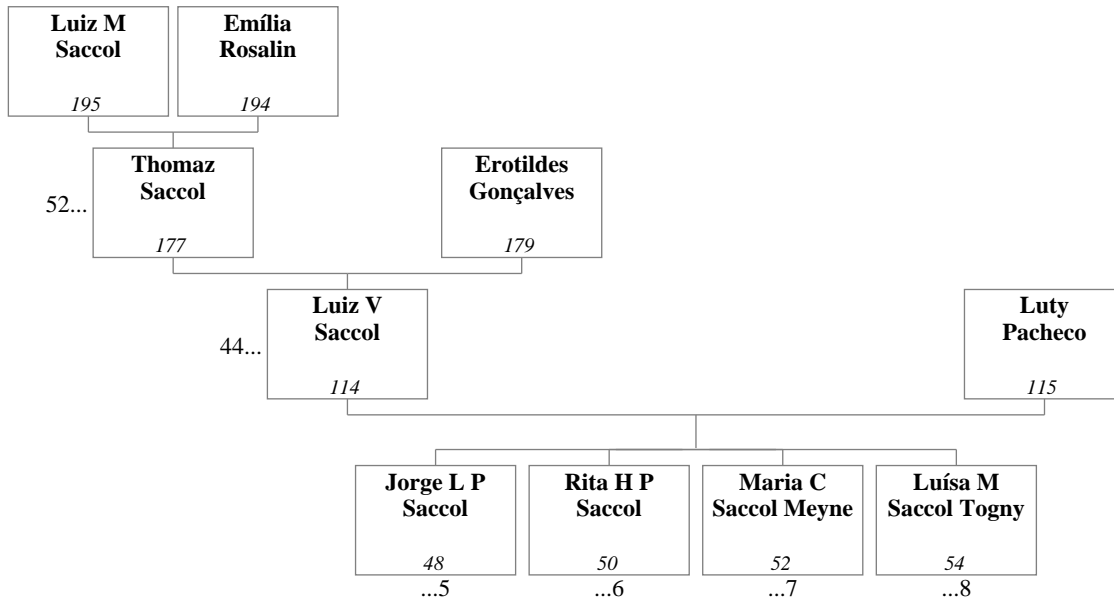 Luiz M
Saccol
195
Emília
Rosalin
194
52...
Thomaz
Saccol
177
Erotildes
Gonçalves
179
44...
Luiz V
Saccol
114
Luty
Pacheco
115
Jorge L P
Saccol
48
...5
Rita H P
Saccol
50
...6
Maria C
Saccol Meyne
52
...7
Luísa M
Saccol Togny
54
...8